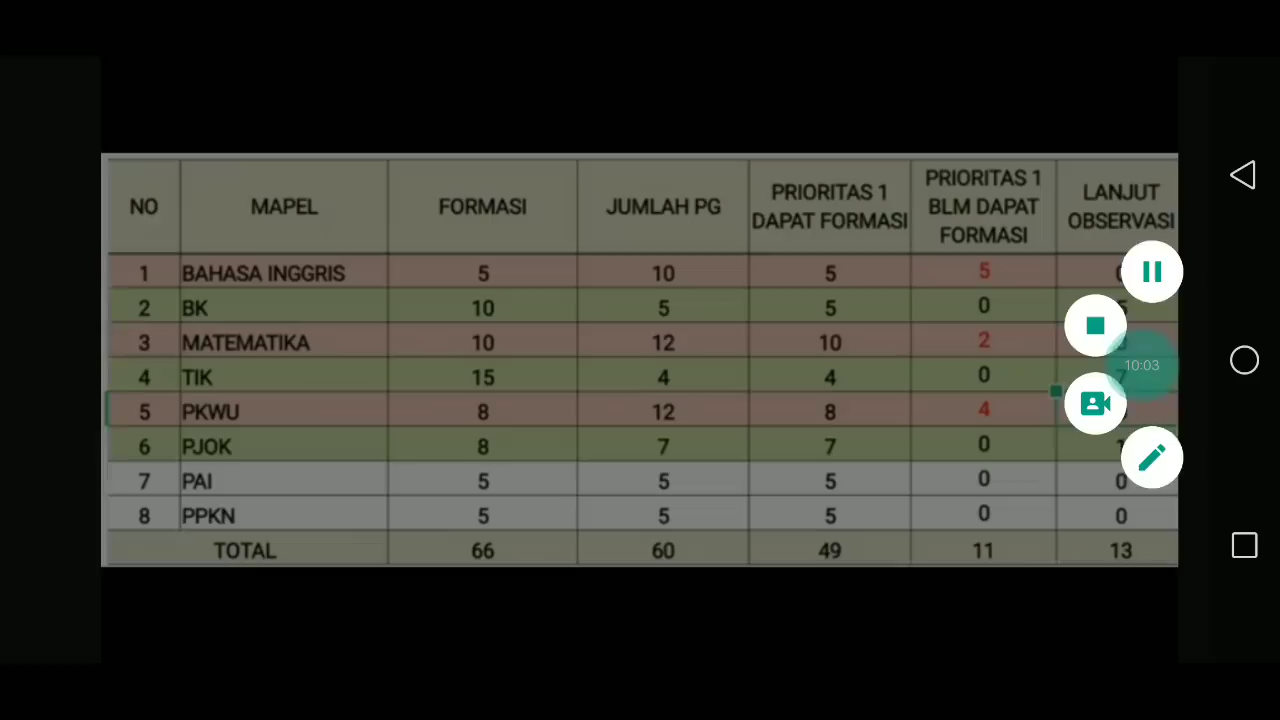 NO MAPEL FORMASI JUMLAH PG PRIORITAS 1 DAPAT FORMASI PRIORITAS 1 BLM DAPAT FORMASI LANJUT OBSERVASI
1 BAHASA INGGRIS 5 10 5 5
2 BK 10 5 5 0 5
3 MATEMATIKA 10 12 10 2
4 TIK 15 4 4 0 7
5 PKWU 8 12 8 4
6 PJOK 8 7 7 0 1
7 PAI 5 5 5 0 0
8 PPKN 5 5 5 0 0
TOTAL 66 60 49 11 13
10:03